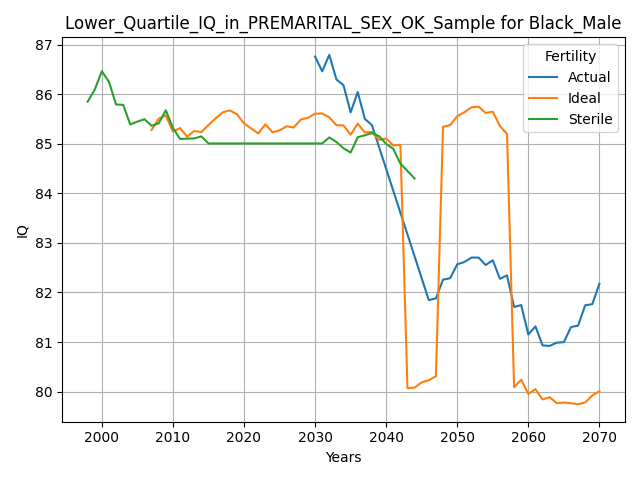 Lower_Quartile_IQ_in_PREMARITAL_SEX_OK_Sample for Black_Male
Fertility
Actual
Ideal
Sterile
IQ
87
86
85
84
83
82
81
80
2000 2010 2020 2030 2040 2050 2060 2070
Years